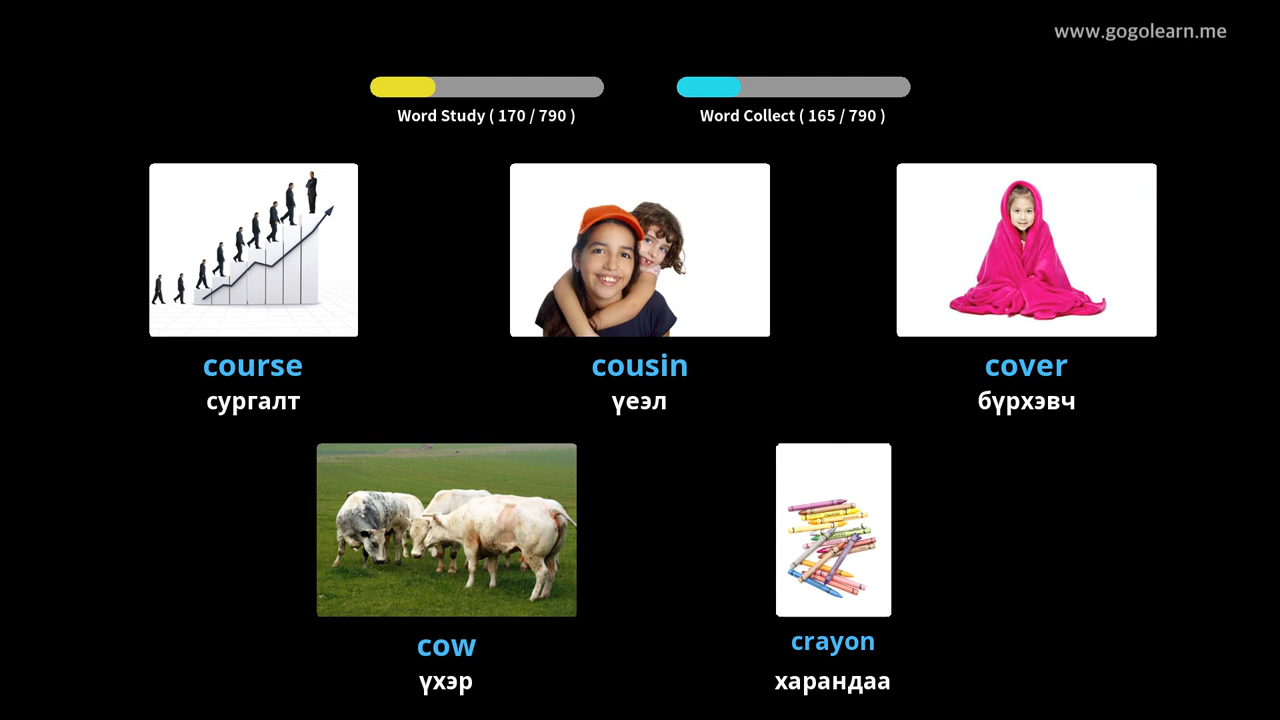 www.gogolearn.me
Word Study ( 170 / 790 )
Word Collect ( 165 / 790 )
course
сургалт
cousin
үеэл
cover
бүрхэвч
cow
үхэр
crayon
харандаа